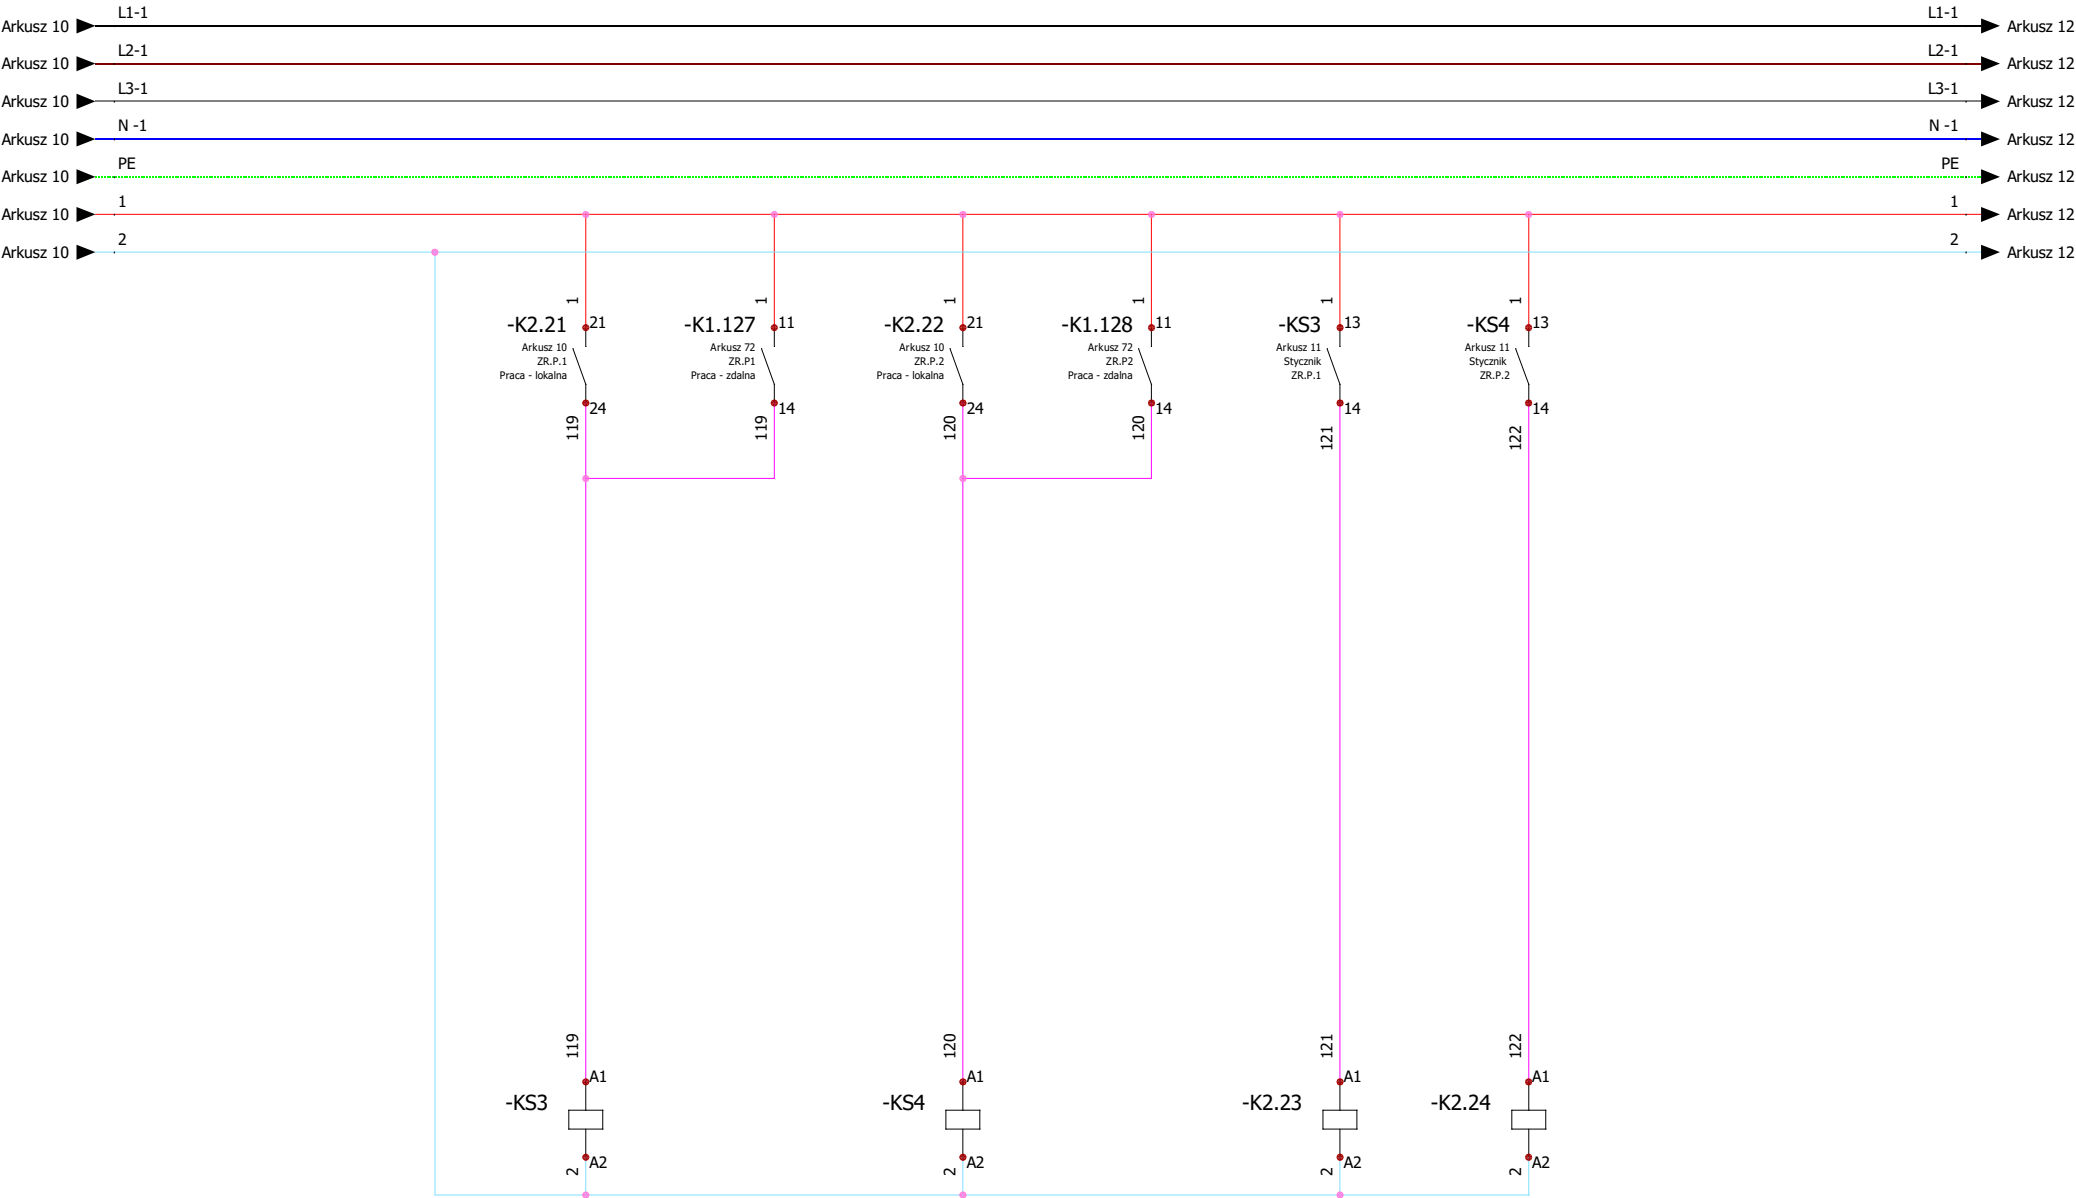 L1-1 L1-1
Arkusz 10 Arkusz 12
L2-1 L2-1
Arkusz 10 Arkusz 12
L3-1 L3-1
Arkusz 10 Arkusz 12
N -1 N -1
Arkusz 10 Arkusz 12
PE PE
Arkusz 10 Arkusz 12
1 1
Arkusz 10 Arkusz 12
2 2
Arkusz 10 Arkusz 12
1 1 1 1 1 1
-K2.21 21 -K1.127 11 -K2.22 21 -K1.128 11 -KS3 13 -KS4 13
Arkusz 10 Arkusz 72 Arkusz 10 Arkusz 72 Arkusz 11 Arkusz 11
ZR.P.1 ZR.P1 ZR.P.2 ZR.P2 Stycznik Stycznik
Praca - lokalna Praca - zdalna Praca - lokalna Praca - zdalna ZR.P.1 ZR.P.2
24 14 24 14 14 14
119 119 120 120 121 122
119 120 121 122
A1 A1 A1 A1
-KS3 -KS4 -K2.23 -K2.24
A2 A2 A2 A2
2 2 2 2